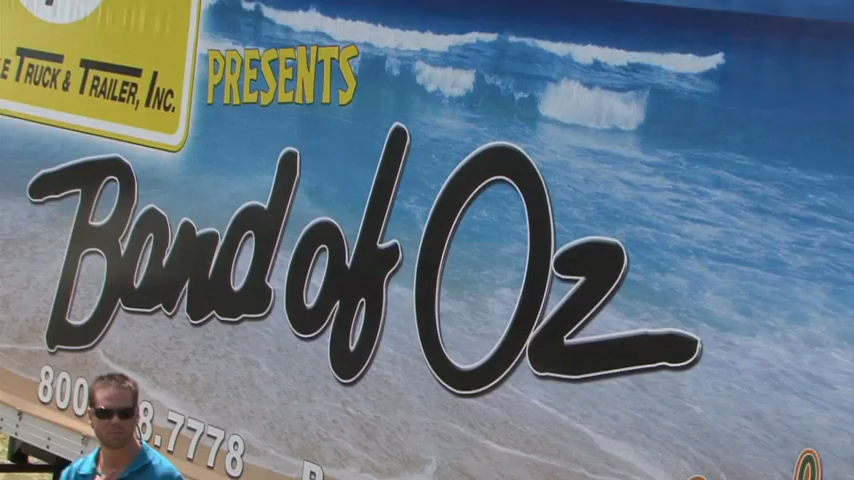 TRUCK & TRAILER, INC.
PRESENTS
Band of Oz
800 8.7778